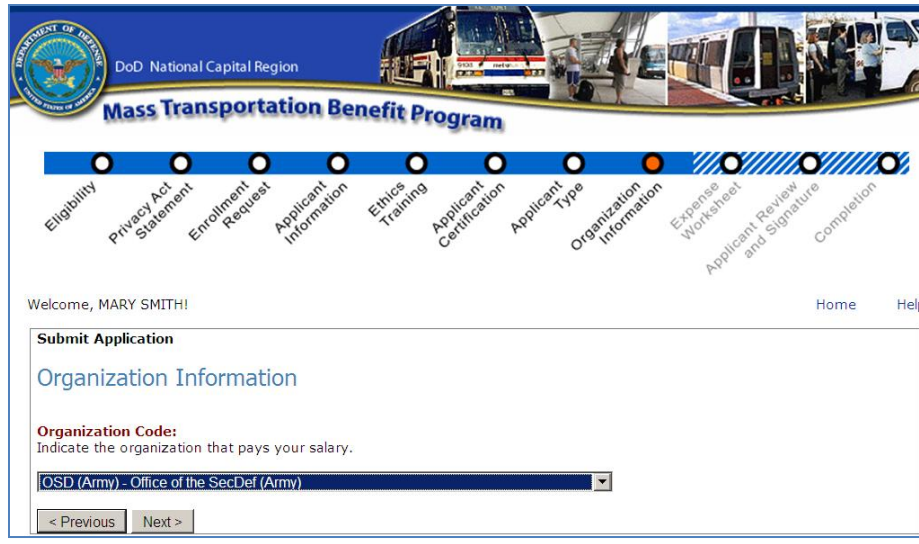 DEPARTMENT OF DEFENSE
UNITED STATES OF AMERICA
DoD National Capital Region
Mass Transportation Benefit Program
Eligibility
Privacy Act
Statement
Enrollment
Request
Applicant
Information
Ethics
Training
Applicant
Certification
Applicant
Type
Organization
Information
Expense
Worksheet
Applicant Review
and Signature
Completion
Welcome, MARY SMITH!
Home Help
Submit Application
Organization Information
Organization Code:
Indicate the organization that pays your salary.
OSD (Army) - Office of the SecDef (Army)
< Previous Next >